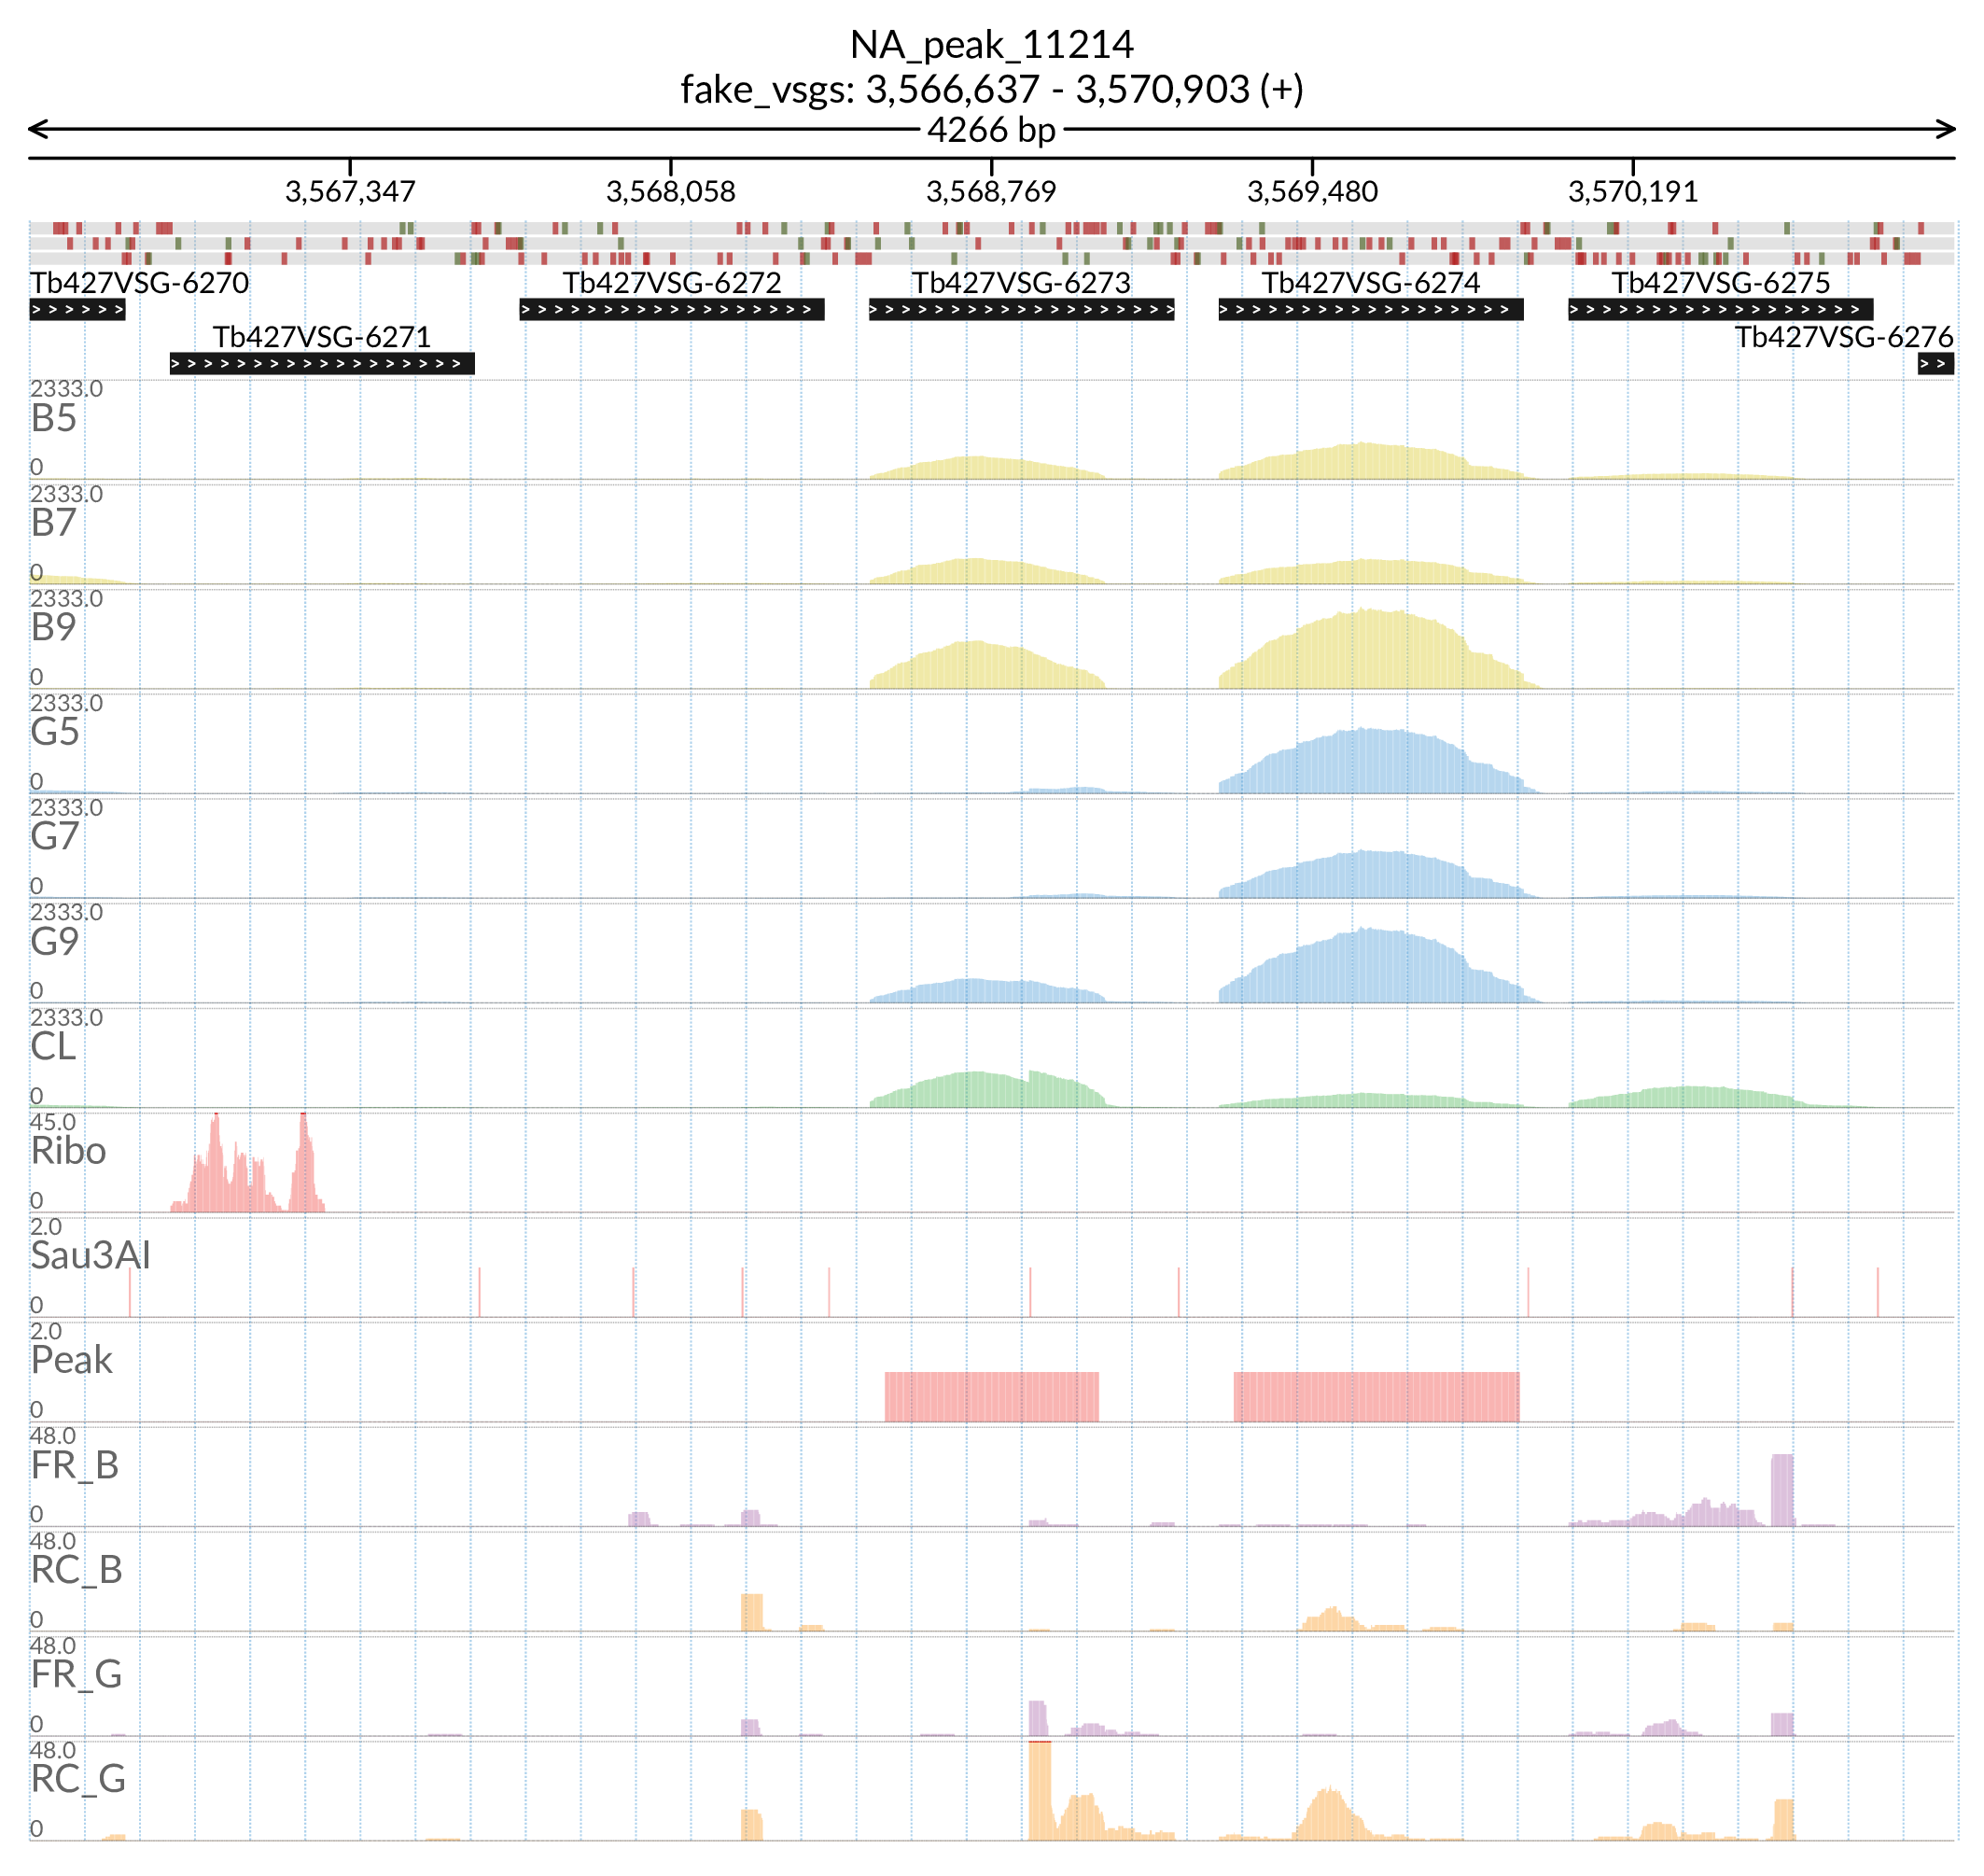 NA_peak_11214
fake_vsgs: 3,566,637 - 3,570,903 (+)
4266 bp
3,567,347 3,568,058 3,568,769 3,569,480 3,570,191
Tb427VSG-6270 Tb427VSG-6272 Tb427VSG-6273 Tb427VSG-6274 Tb427VSG-6275
Tb427VSG-6271 Tb427VSG-6276
2333.0
B5
0
2333.0
B7
0
2333.0
B9
0
2333.0
G5
0
2333.0
G7
0
2333.0
G9
0
2333.0
CL
0
45.0
Ribo
0
2.0
Sau3AI
0
2.0
Peak
0
48.0
FR_B
0
48.0
RC_B
0
48.0
FR_G
0
48.0
RC_G
0